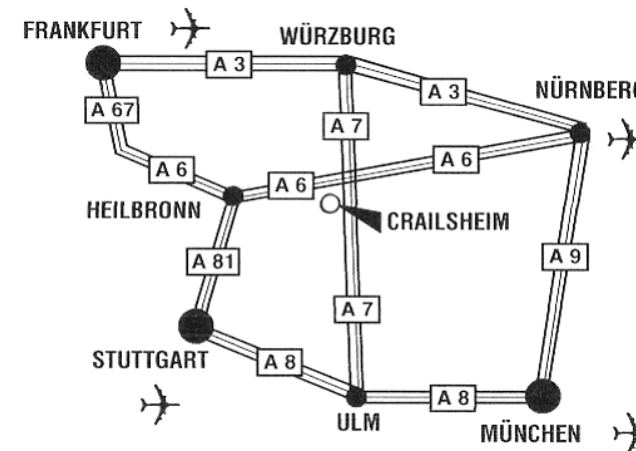 FRANKFURT
WÜRZBURG
A 3
A 3
NÜRNBERG
A 67
A 7
A 6
A 6
A 6
HEILBRONN
CRAILSHEIM
A 81
A 9
A 7
STUTTGART
A 8
A 8
ULM
MÜNCHEN